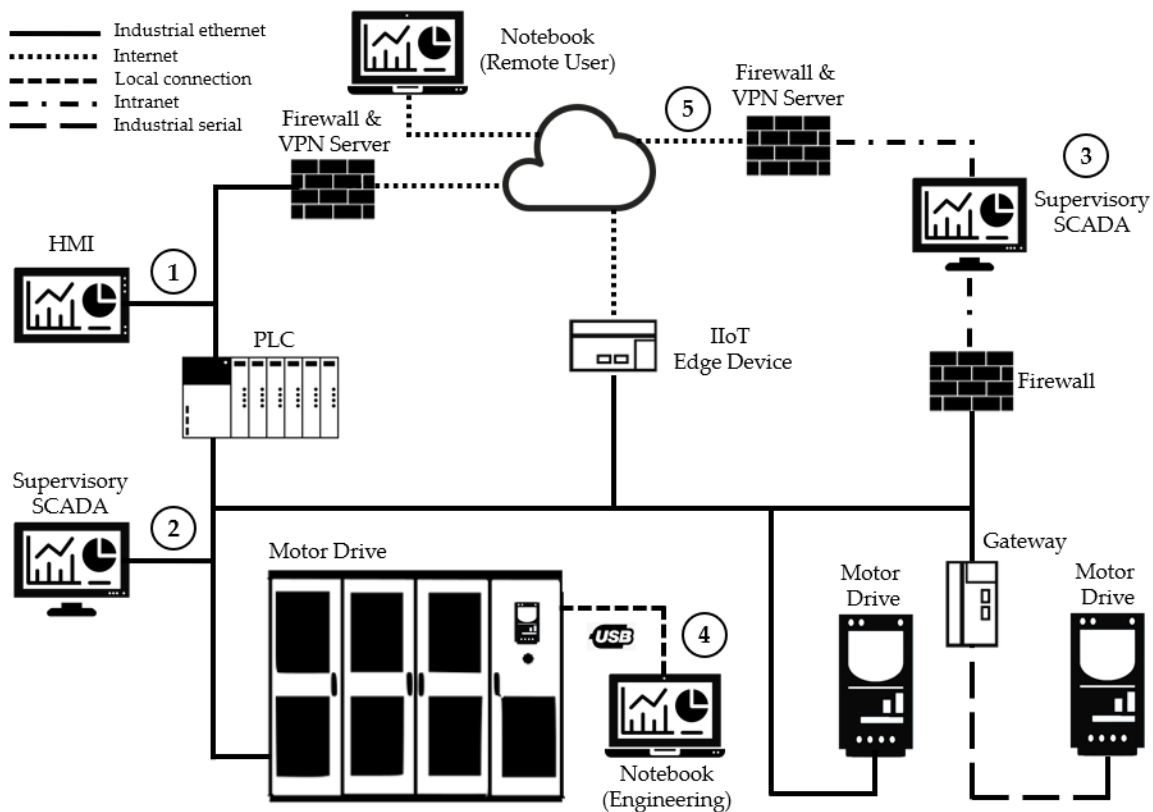 Industrial ethernet
Internet
Local connection
Intranet
Industrial serial
Notebook
(Remote User)
Firewall &
VPN Server
5
Firewall &
VPN Server
3
Supervisory
SCADA
HMI
1
PLC
IIoT
Edge Device
Firewall
Supervisory
SCADA
2
Motor Drive
Gateway
Motor
Drive
Motor
Drive
USB
4
Notebook
(Engineering)